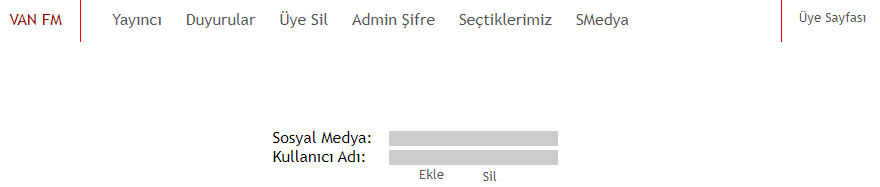 VAN FM Yayıncı Duyurular Üye Sil Admin Şifre Seçtiklerimiz SMedya Üye Sayfası
Sosyal Medya:
Kullanıcı Adı:
Ekle Sil